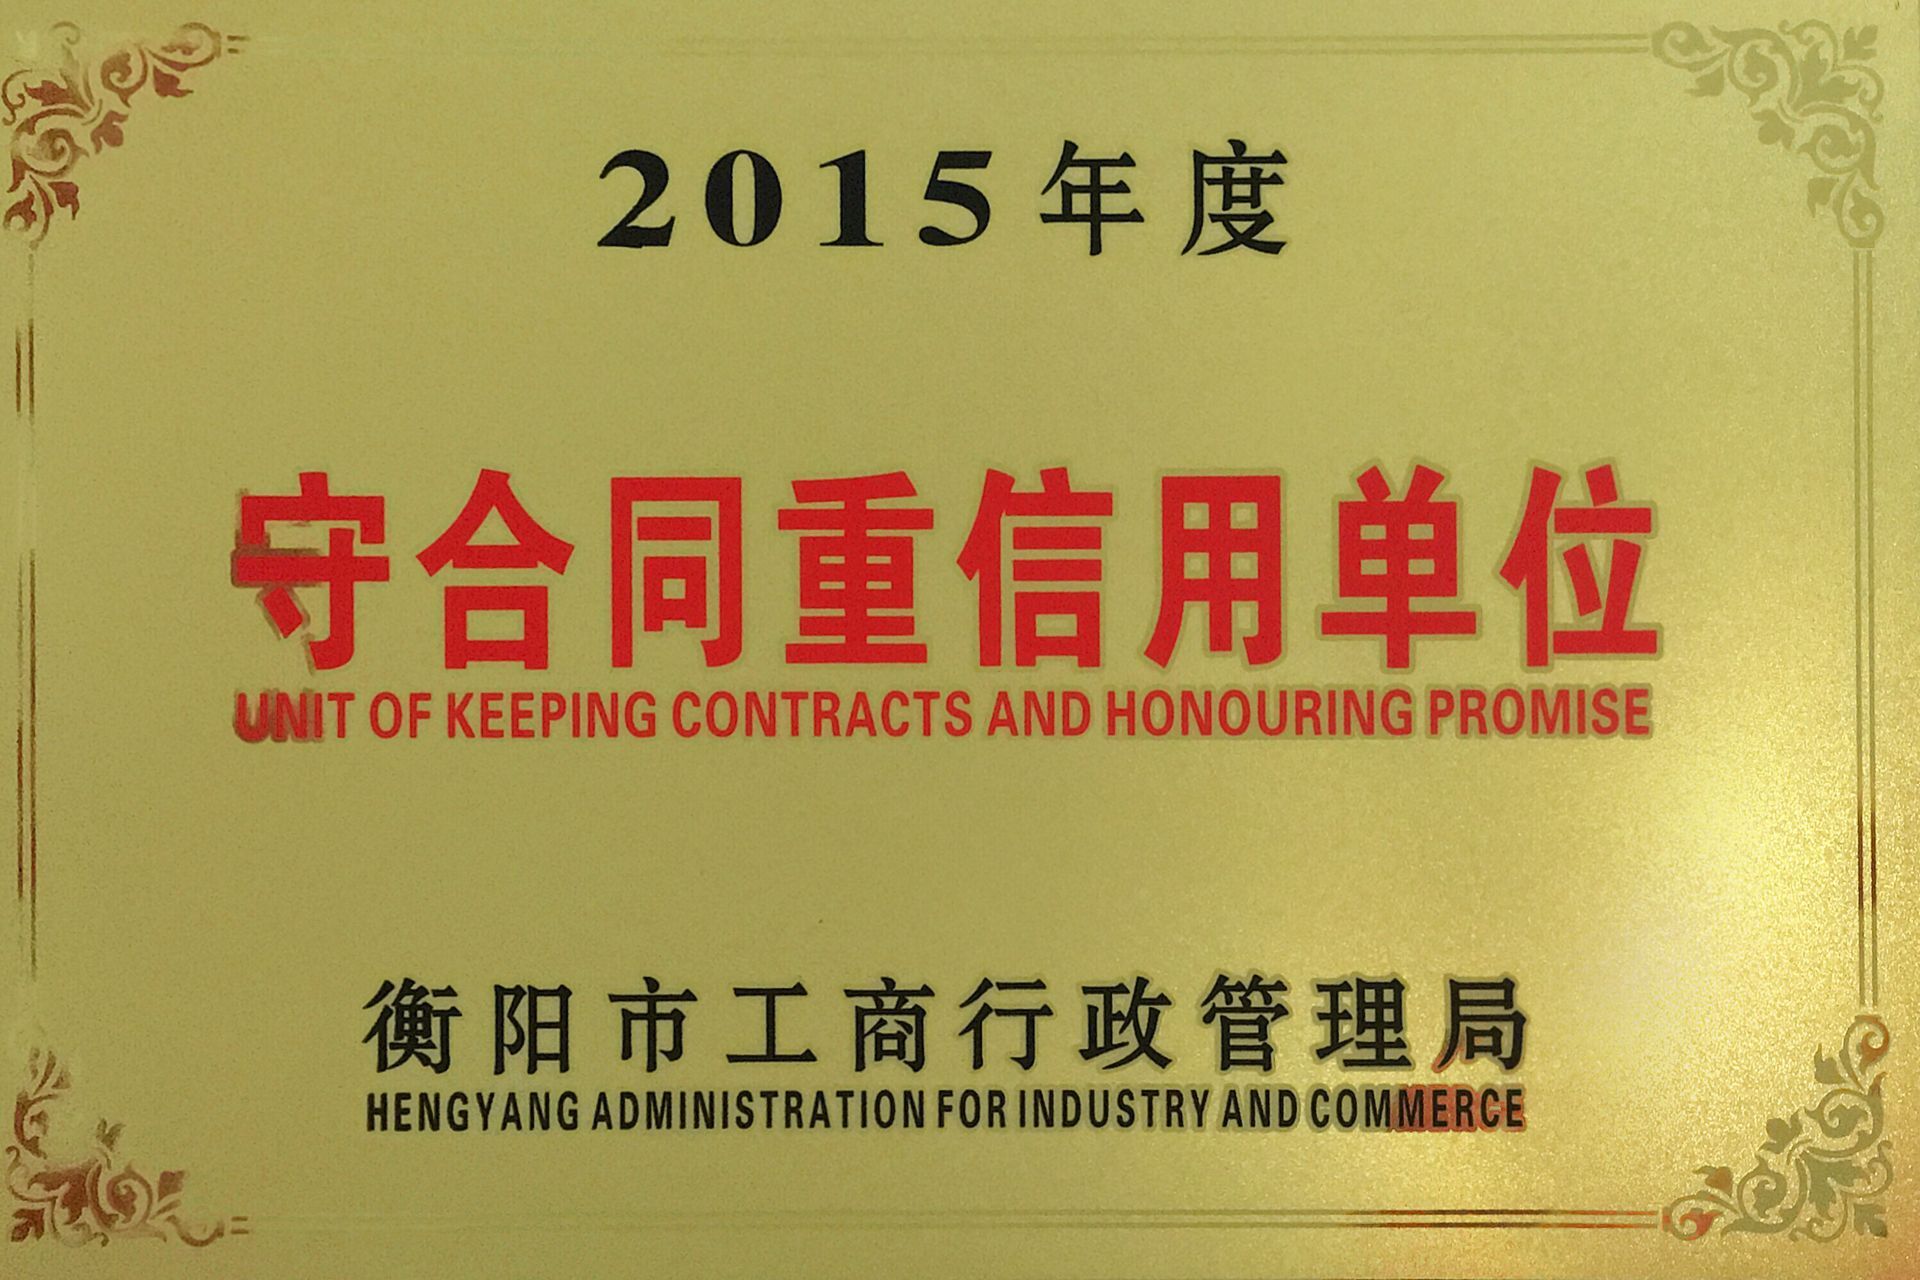 2015年度
守合同重信用单位
UNIT OF KEEPING CONTRACTS AND HONOURING PROMISE
衡阳市工商行政管理局
HENGYANG ADMINISTRATION FOR INDUSTRY AND COMMERCE